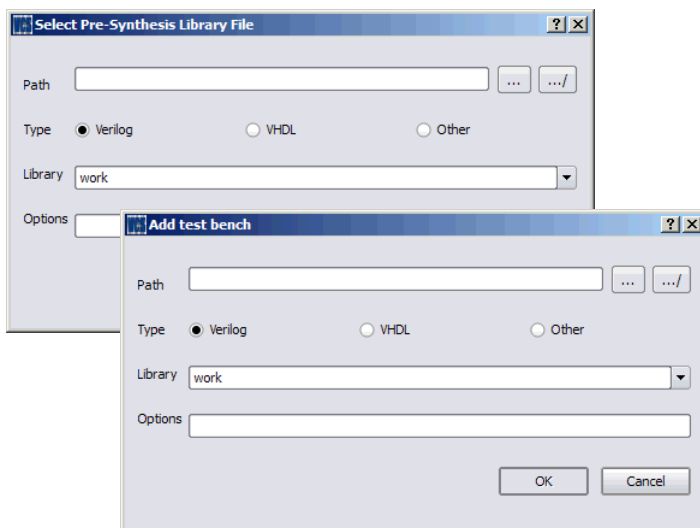 Select Pre-Synthesis Library File ?
Path ... .../
Type Verilog VHDL Other
Library work
Options
Add test bench ?
Path ... .../
Type Verilog VHDL Other
Library work
Options
OK Cancel